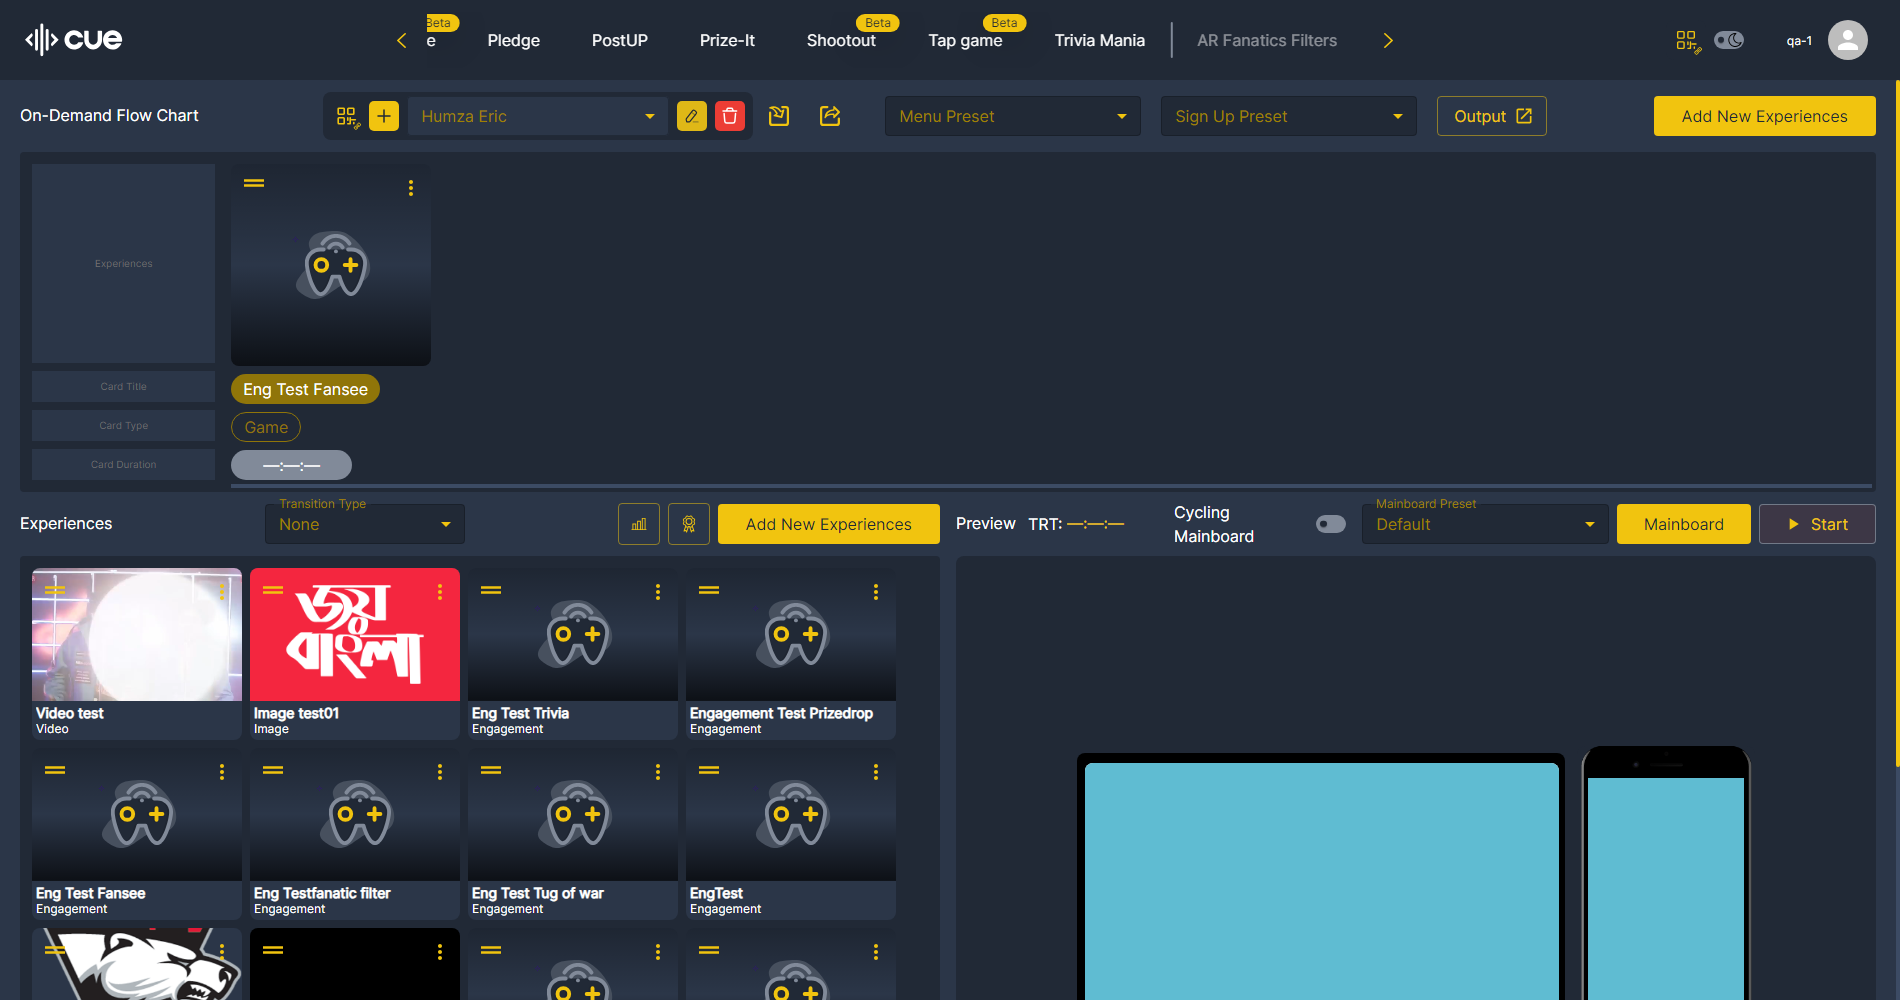 cue
Beta
e
Pledge
PostUP
Prize-It
Shootout
Beta
Tap game
Beta
Trivia Mania
AR Fanatics Filters
qa-1
On-Demand Flow Chart
Humza Eric
Menu Preset
Sign Up Preset
Output
Add New Experiences
Experiences
Card Title
Eng Test Fansee
Card Type
Game
Card Duration
—:—:—
Experiences
Transition Type
None
Add New Experiences
Preview
TRT: —:—:—
Cycling
Mainboard
Mainboard Preset
Default
Mainboard
Start
জয়
বাংলা
Video test
Video
Image test01
Image
Eng Test Trivia
Engagement
Engagement Test Prizedrop
Engagement
Eng Test Fansee
Engagement
Eng Testfanatic filter
Engagement
Eng Test Tug of war
Engagement
EngTest
Engagement